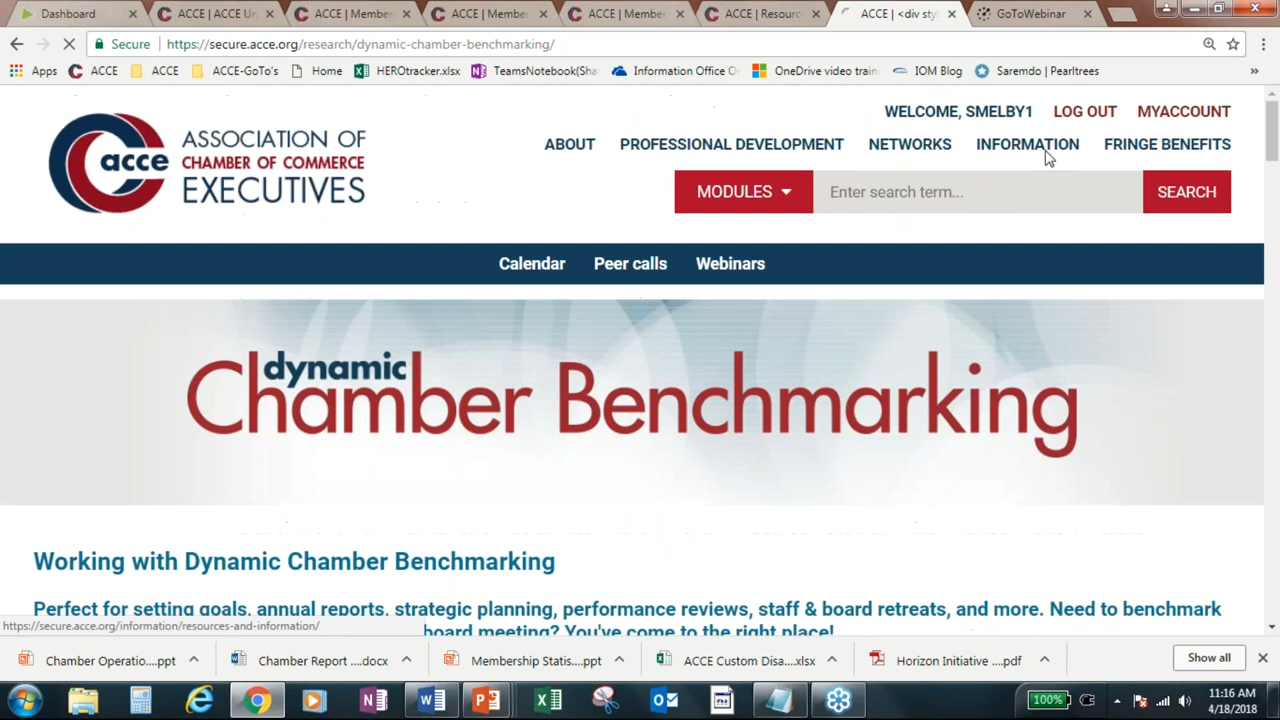 Dashboard
ACCE | ACCE Un
ACCE | Member
ACCE | Member
ACCE | Member
ACCE | Resourc
ACCE | <div sty
GoToWebinar
Secure
https://secure.acce.org/research/dynamic-chamber-benchmarking/
Apps
ACCE
ACCE
ACCE-GoTo's
Home
HEROtracker.xlsx
TeamsNotebook(Sha
Information Office O
OneDrive video train
IOM Blog
Saremdo | Pearltrees
»
WELCOME, SMELBY1
LOG OUT
MYACCOUNT
acce
ASSOCIATION OF
CHAMBER OF COMMERCE
EXECUTIVES
ABOUT
PROFESSIONAL DEVELOPMENT
NETWORKS
INFORMATION
FRINGE BENEFITS
MODULES
Enter search term...
SEARCH
Calendar
Peer calls
Webinars
dynamic
Chamber Benchmarking
Working with Dynamic Chamber Benchmarking
Perfect for setting goals, annual reports, strategic planning, performance reviews, staff & board retreats, and more. Need to benchmark
board meeting? You've come to the right place!
https://secure.acce.org/information/resources-and-information/
Chamber Operatio....ppt
Chamber Report ....docx
Membership Statis....ppt
ACCE Custom Disa....xlsx
Horizon Initiative ....pdf
Show all
100%
11:16 AM
4/18/2018